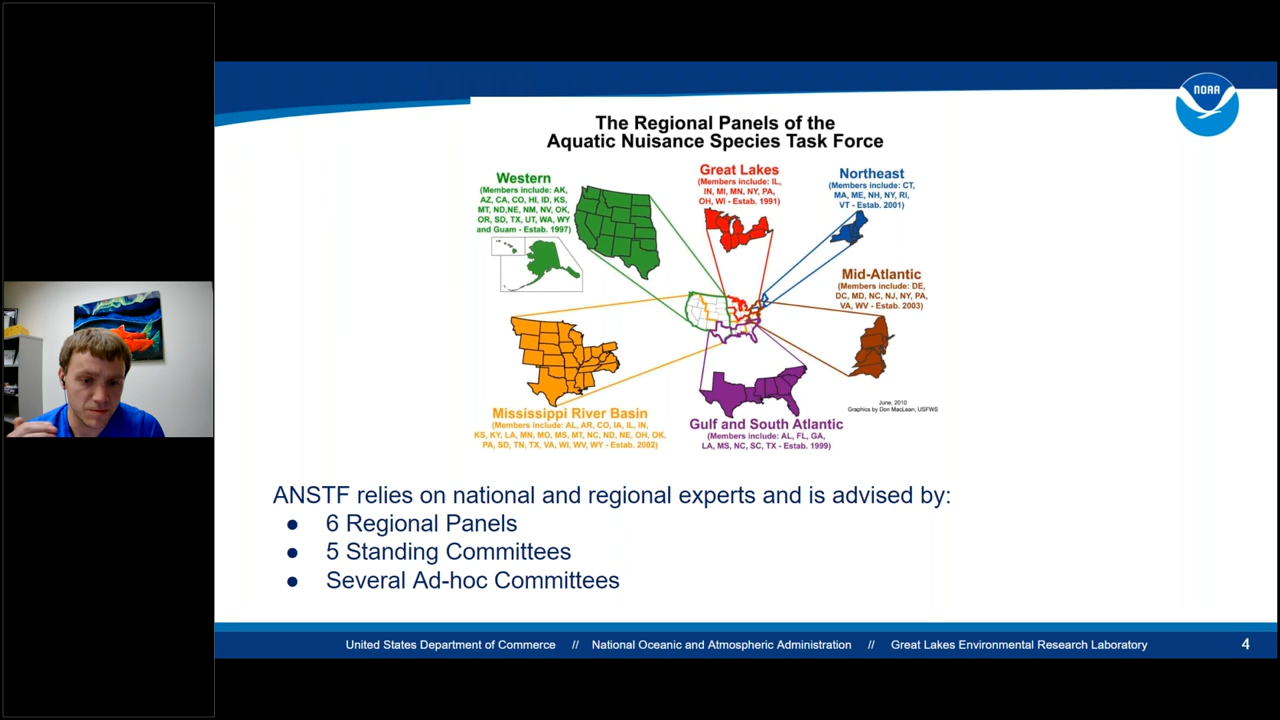 NOAA
The Regional Panels of the
Aquatic Nuisance Species Task Force
Western
(Members include: AK,
AZ, CA, CO, HI, ID, KS,
MT, ND,NE, NM, NV, OK,
OR, SD, TX, UT, WA, WY
and Guam - Estab. 1997)
Great Lakes
(Members include: IL,
IN, MI, MN, NY, PA,
OH, WI - Estab. 1991)
Northeast
(Members include: CT,
MA, ME, NH, NY, RI,
VT - Estab. 2001)
Mid-Atlantic
(Members include: DE,
DC, MD, NC, NJ, NY, PA,
VA, WV - Estab. 2003)
Mississippi River Basin
(Members include: AL, AR, CO, IA, IL, IN,
KS, KY, LA, MN, MO, MS, MT, NC, ND, NE, OH, OK,
PA, SD, TN, TX, VA, WI, WV, WY - Estab. 2002)
Gulf and South Atlantic
(Members include: AL, FL, GA,
LA, MS, NC, SC, TX - Estab. 1999)
June, 2010
Graphics by Don MacLean, USFWS
ANSTF relies on national and regional experts and is advised by:
● 6 Regional Panels
● 5 Standing Committees
● Several Ad-hoc Committees
United States Department of Commerce // National Oceanic and Atmospheric Administration // Great Lakes Environmental Research Laboratory
4